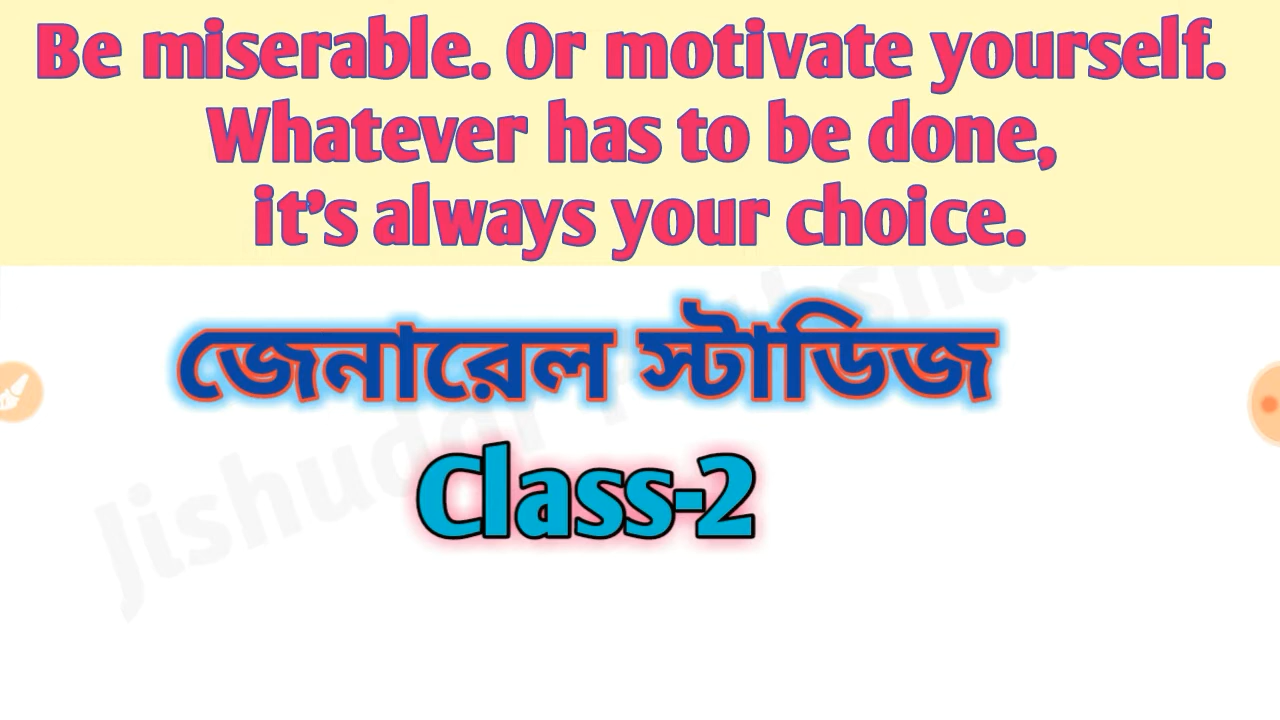 Be miserable. Or motivate yourself.
Whatever has to be done,
it's always your choice.
জেনারেল স্টাডিজ
Class-2